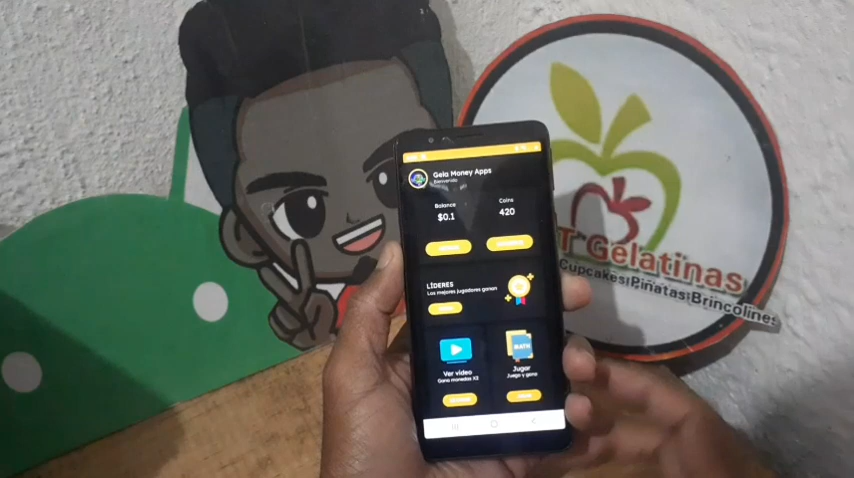 Gela Money Apps
Bienvenido
Balance
Coins
$0.1
420
LÍDERES
Los mejores jugadores ganan
MATH
Ver video
Gana monedas X3
Jugar
Juega y gana
T Gelatinas
Cupcakes Piñatas Brincolines